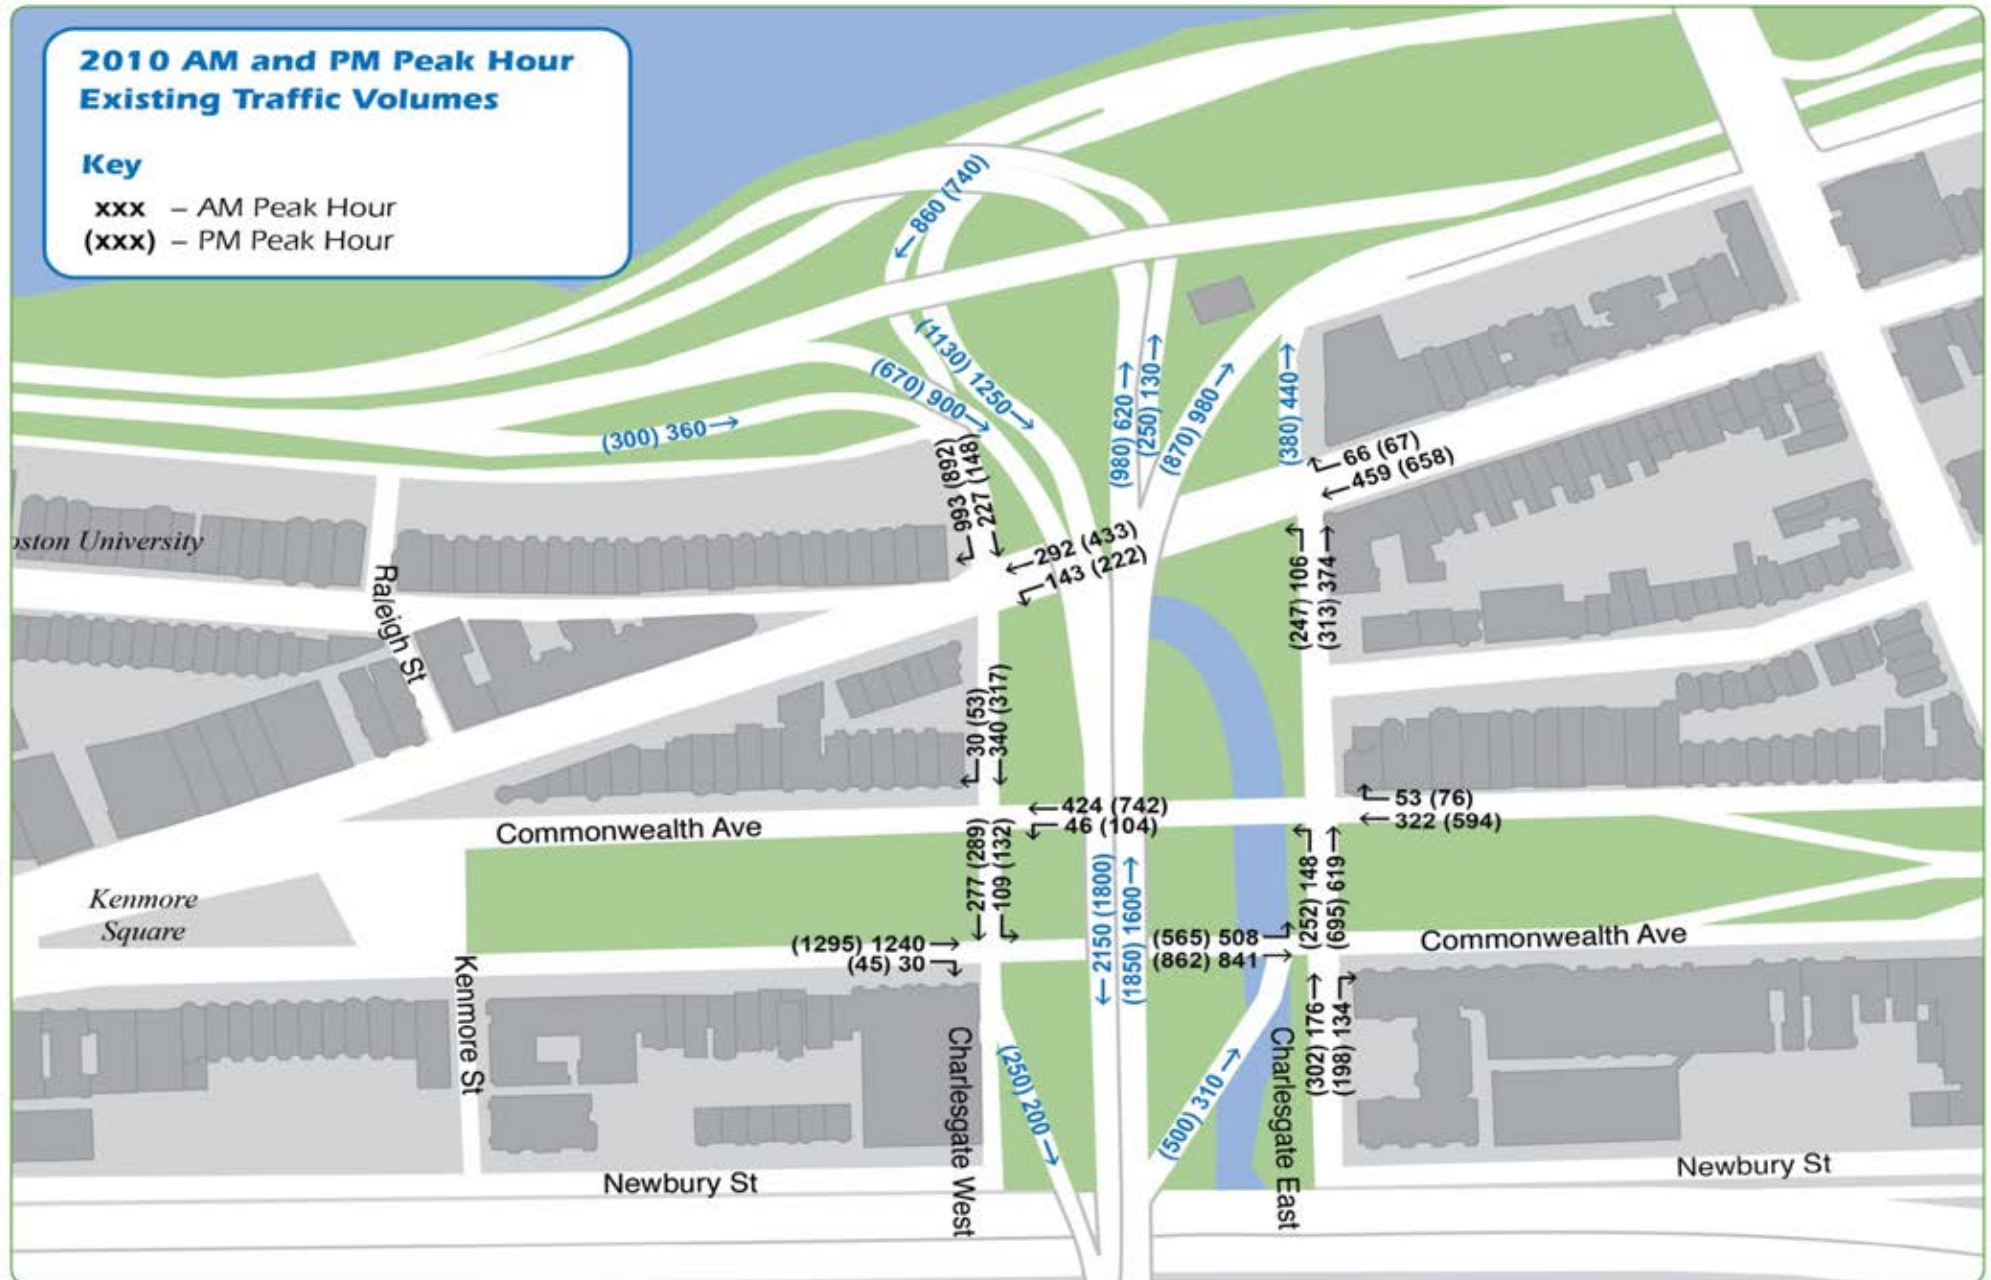 2010 AM and PM Peak Hour
Existing Traffic Volumes
Key
xxx – AM Peak Hour
(xxx) – PM Peak Hour
← 860 (740)
(1130) 1250 →
(670) 900 →
(300) 360 →
(980) 620 →
(250) 130 →
(870) 980 →
(380) 440 →
66 (67)
←459 (658)
993 (892)
227 (148)
←292 (433)
143 (222)
(247) 106
(313) 374→
oston University
Raleigh St
30 (53)
←340 (317)
←424 (742)
46 (104)
53 (76)
← 322 (594)
Commonwealth Ave
← 277 (289)
109 (132)
← 2150 (1800)
(1850) 1600→
(252) 148
(695) 619 →
Kenmore
Square
(1295) 1240 →
(45) 30
(565) 508
(862) 841 →
Commonwealth Ave
Kenmore St
Charlesgate West
(250) 200 →
(500) 310 →
Charlesgate East
(302) 176 →
(198) 134
Newbury St
Newbury St